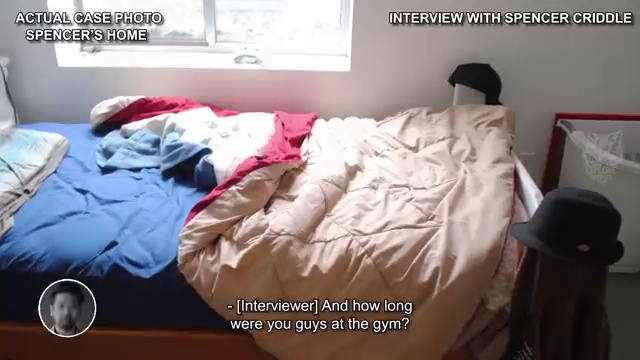 ACTUAL CASE PHOTO
SPENCER'S HOME
INTERVIEW WITH SPENCER CRIDDLE
- [Interviewer] And how long
were you guys at the gym?